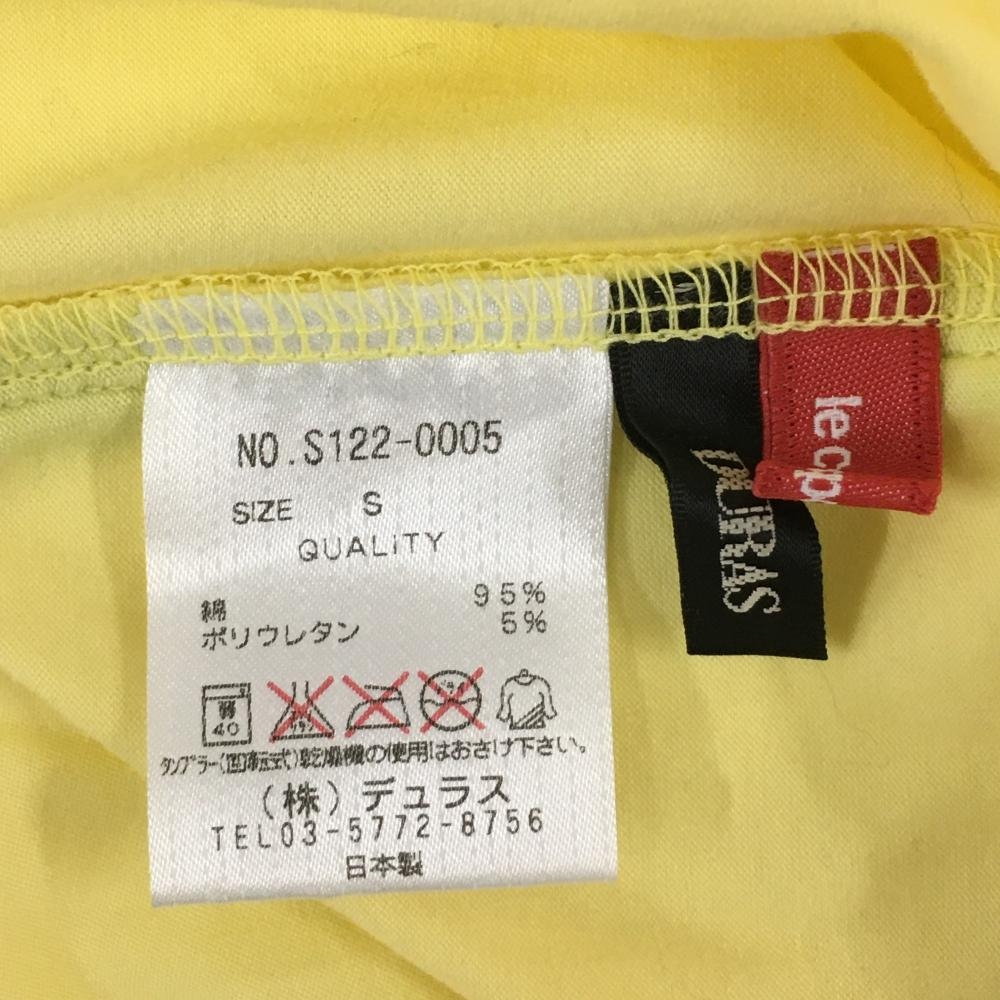 NO.S122-0005
SIZE S
QUALITY
綿 95%
ポリウレタン 5%
弱
40
タンブラー(回転式)乾燥機の使用はおさけ下さい。
(株)デュラス
TEL03-5772-8756
日本製
DURAS